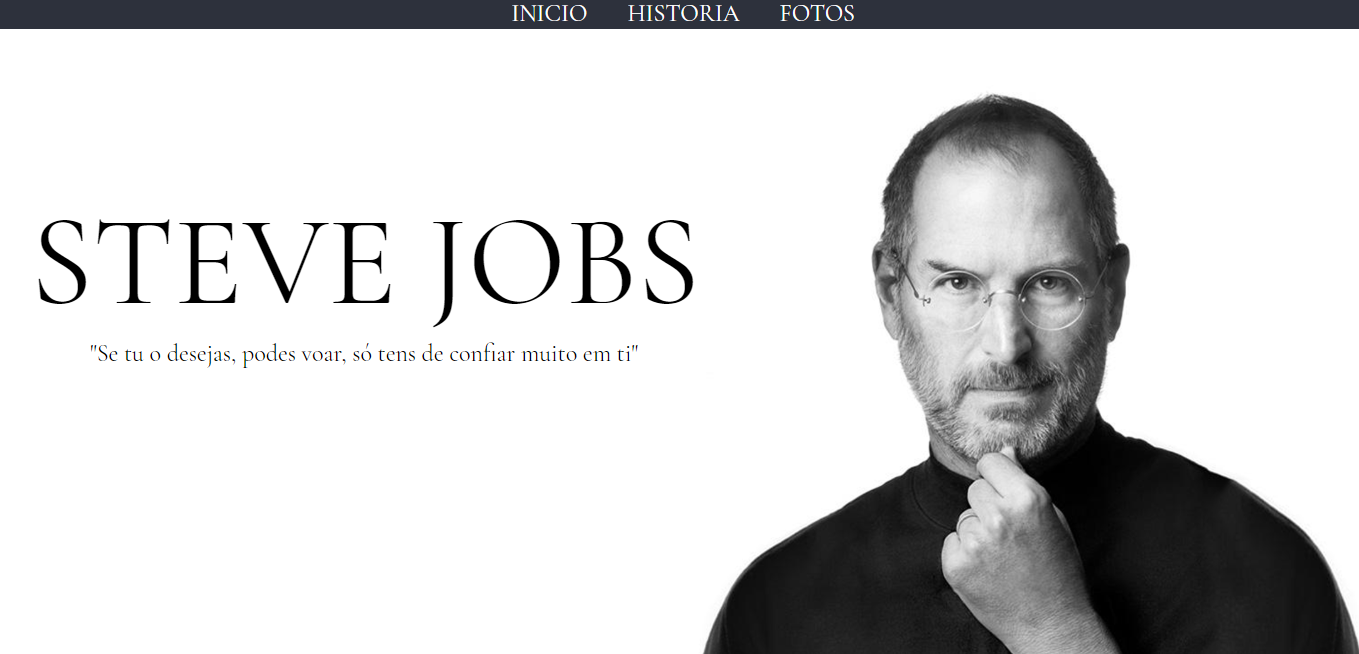 INICIO HISTORIA FOTOS
STEVE JOBS
"Se tu o desejas, podes voar, só tens de confiar muito em ti"